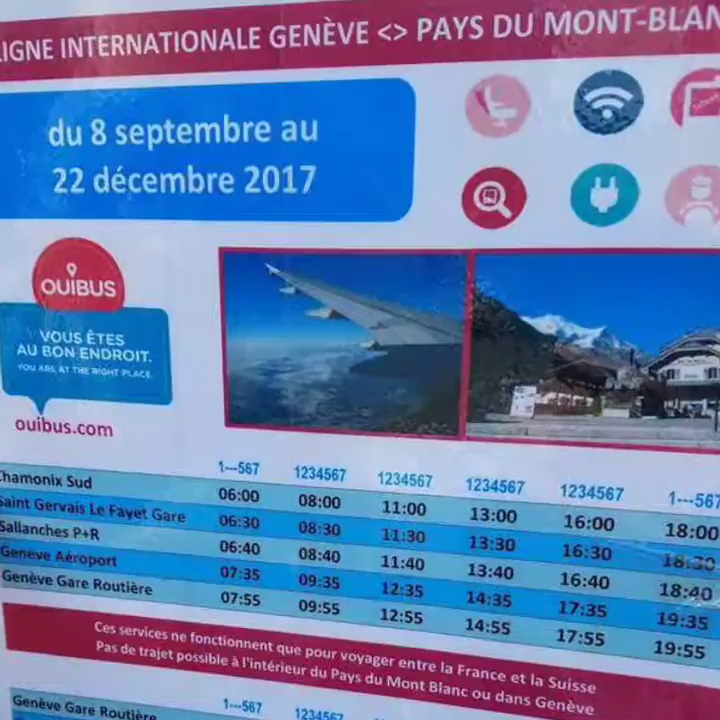 LIGNE INTERNATIONALE GENÈVE <> PAYS DU MONT-BLAN
du 8 septembre au
22 décembre 2017
OUIBUS
VOUS ÊTES
AU BON ENDROIT.
YOU ARE AT THE RIGHT PLACE.
ouibus.com
1---567 1234567 1234567 1234567 1234567 1---567
Chamonix Sud 06:00 08:00 11:00 13:00 16:00 18:00
Saint Gervais Le Fayet Gare 06:30 08:30 11:30 13:30 16:30 18:30
Sallanches P+R 06:40 08:40 11:40 13:40 16:40 18:40
Genève Aéroport 07:35 09:35 12:35 14:35 17:35 19:35
Genève Gare Routière 07:55 09:55 12:55 14:55 17:55 19:55
Ces services ne fonctionnent que pour voyager entre la France et la Suisse
Pas de trajet possible à l'intérieur du Pays du Mont Blanc ou dans Genève
1---567 1234567
Genève Gare Routière